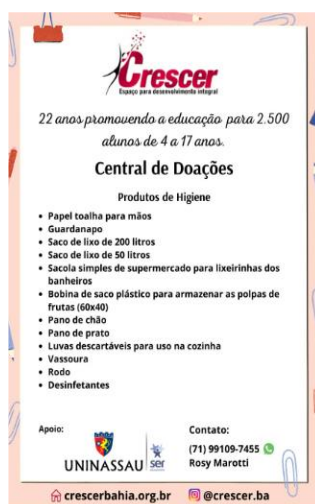 Crescer
Espaço para desenvolvimento integral
22 anos promovendo a educação para 2.500
alunos de 4 a 17 anos.
Central de Doações
Produtos de Higiene
• Papel toalha para mãos
• Guardanapo
• Saco de lixo de 200 litros
• Saco de lixo de 50 litros
• Sacola simples de supermercado para lixeirinhas dos
banheiros
• Bobina de saco plástico para armazenar as polpas de
frutas (60x40)
• Pano de chão
• Pano de prato
• Luvas descartáveis para uso na cozinha
• Vassoura
• Rodo
• Desinfetantes
Apoio:
UNINASSAU
ser
Contato:
(71) 99109-7455
Rosy Marotti
crescerbahia.org.br
@crescer.ba